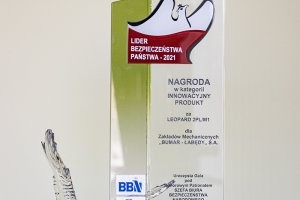 LIDER
BEZPIECZEŃSTWA
PAŃSTWA - 2021
NAGRODA
w kategorii
INNOWACYJNY
PRODUKT
za
LEOPARD 2PL/M1
dla
Zakładów Mechanicznych
„BUMAR - ŁABĘDY„ S.A.
Uroczysta Gala
pod
Honorowym Patronatem
SZEFA BIURA
BEZPIECZEŃSTWA
NARODOWEGO
BBN